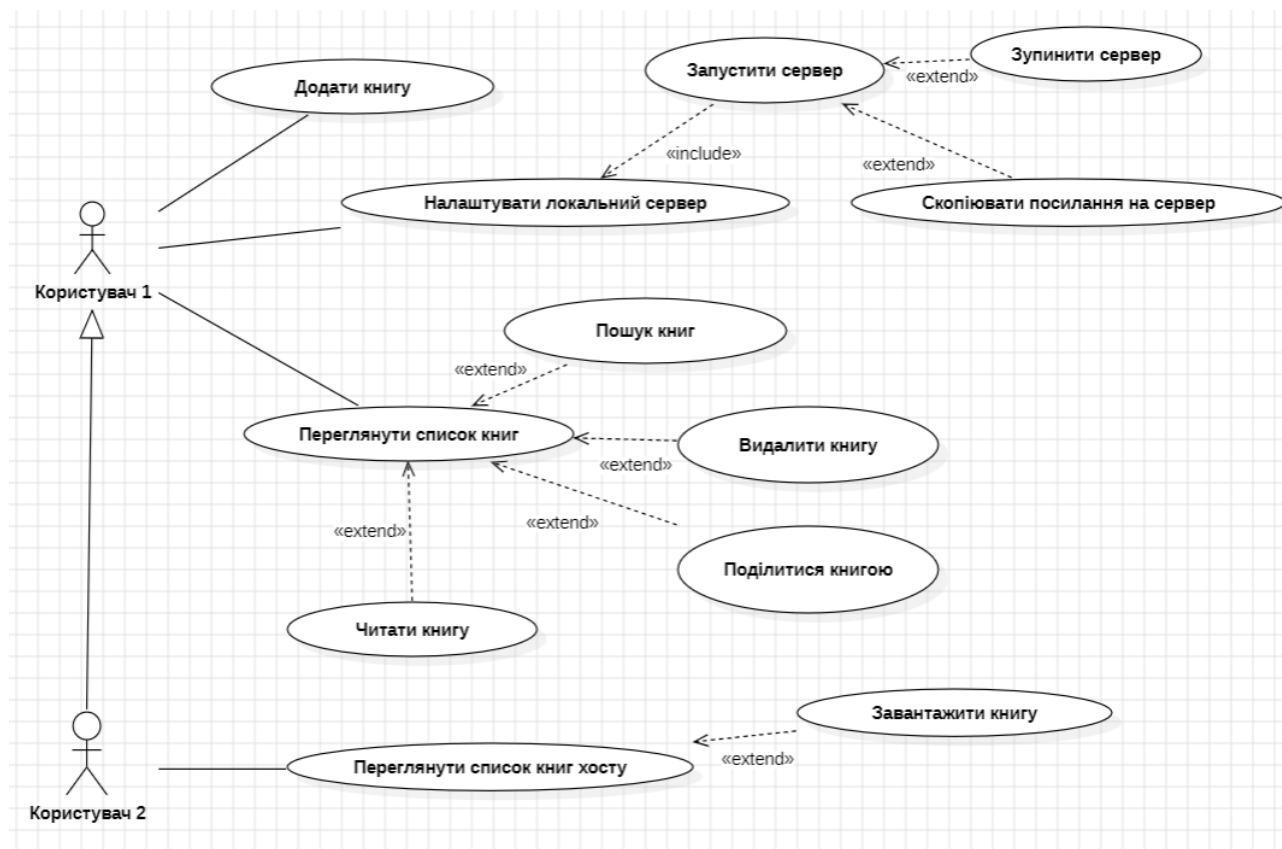 Зупинити сервер
Запустити сервер
«extend»
Додати книгу
«include»
«extend»
Налаштувати локальний сервер
Скопіювати посилання на сервер
Користувач 1
Пошук книг
«extend»
Переглянути список книг
Видалити книгу
«extend»
«extend»
«extend»
Поділитися книгою
Читати книгу
Завантажити книгу
«extend»
Переглянути список книг хосту
Користувач 2